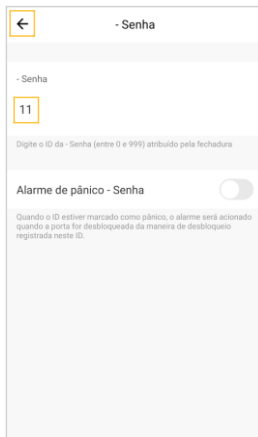 - Senha
- Senha
11
Digite o ID da - Senha (entre 0 e 999) atribuído pela fechadura
Alarme de pânico - Senha
Quando o ID estiver marcado como pânico, o alarme será acionado
quando a porta for desbloqueada da maneira de desbloqueio
registrada neste ID.